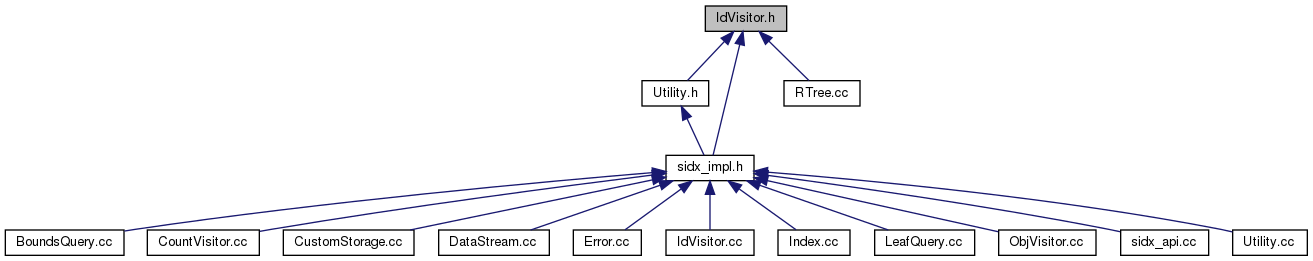 IdVisitor.h
Utility.h
RTree.cc
sidx_impl.h
BoundsQuery.cc
CountVisitor.cc
CustomStorage.cc
DataStream.cc
Error.cc
IdVisitor.cc
Index.cc
LeafQuery.cc
ObjVisitor.cc
sidx_api.cc
Utility.cc